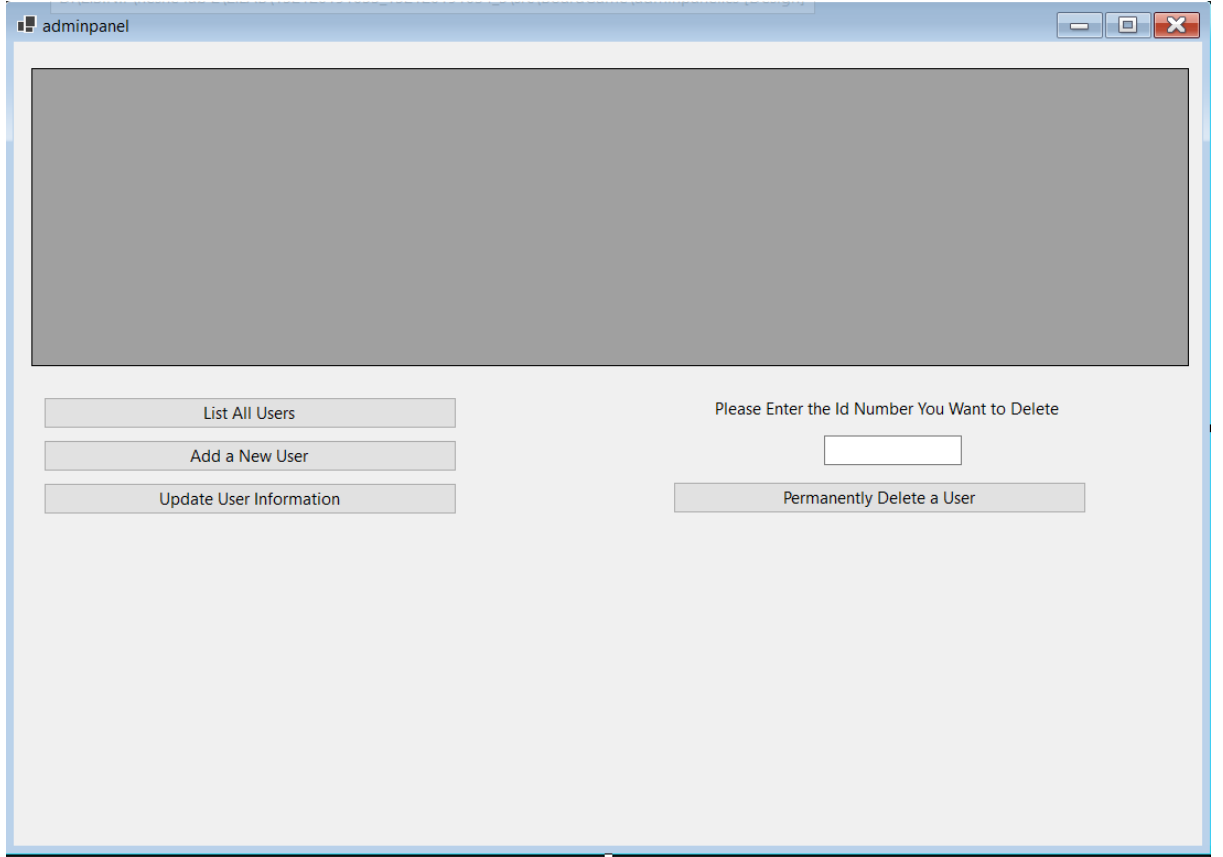 adminpanel
List All Users
Please Enter the Id Number You Want to Delete
Add a New User
Update User Information
Permanently Delete a User